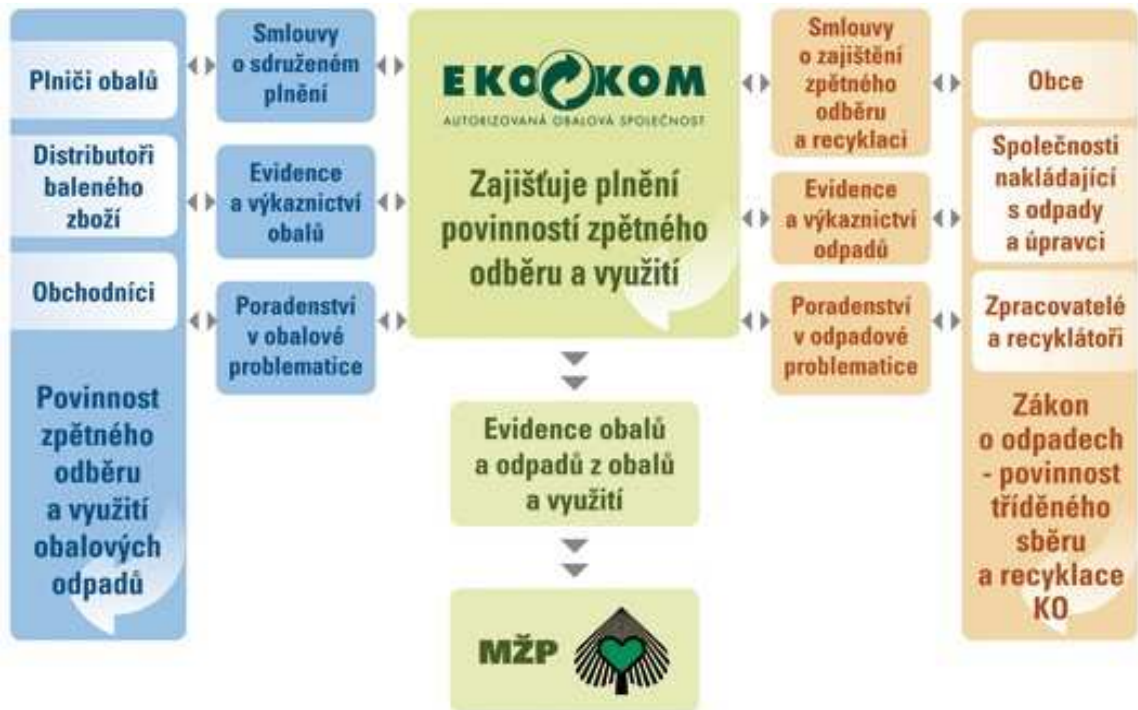 Plniči obalů
Distributoři
baleného
zboží
Obchodníci
Povinnost
zpětného
odběru
a využití
obalových
odpadů
Smlouvy
o sdruženém
plnění
Evidence
a výkaznictví
obalů
Poradenství
v obalové
problematice
EKO KOM
AUTORIZOVANÁ OBALOVÁ SPOLEČNOST
Zajišťuje plnění
povinností zpětného
odběru a využití
Evidence obalů
a odpadů z obalů
a využití
MŽP
Smlouvy
o zajištění
zpětného
odběru
a recyklaci
Evidence
a výkaznictví
odpadů
Poradenství
v odpadové
problematice
Obce
Společnosti
nakládající
s odpady
a úpravci
Zpracovatelé
a recyklátoři
Zákon
o odpadech
- povinnost
tříděného
sběru
a recyklace
KO